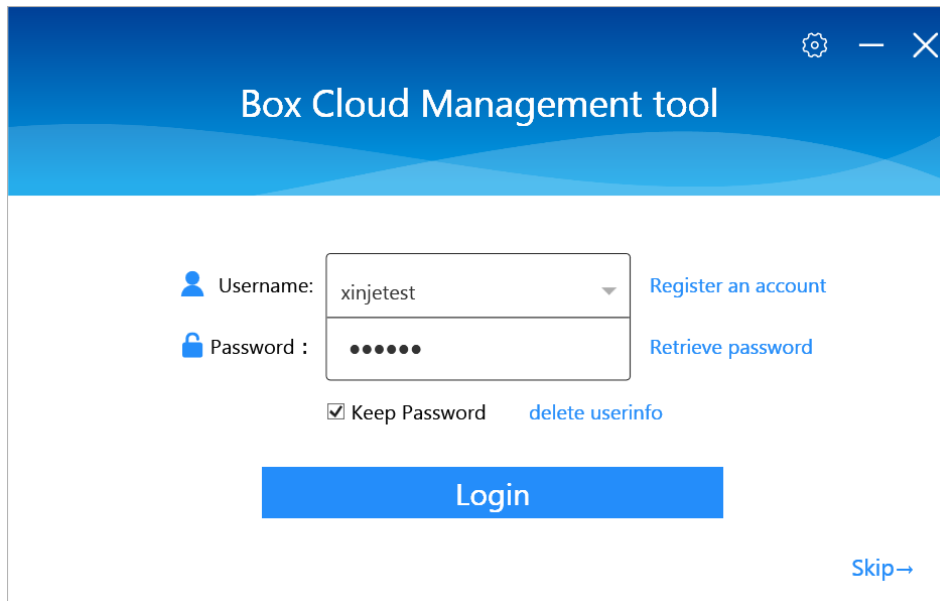 Box Cloud Management tool
Username: xinjetest Register an account
Password： •••••• Retrieve password
Keep Password delete userinfo
Login
Skip→